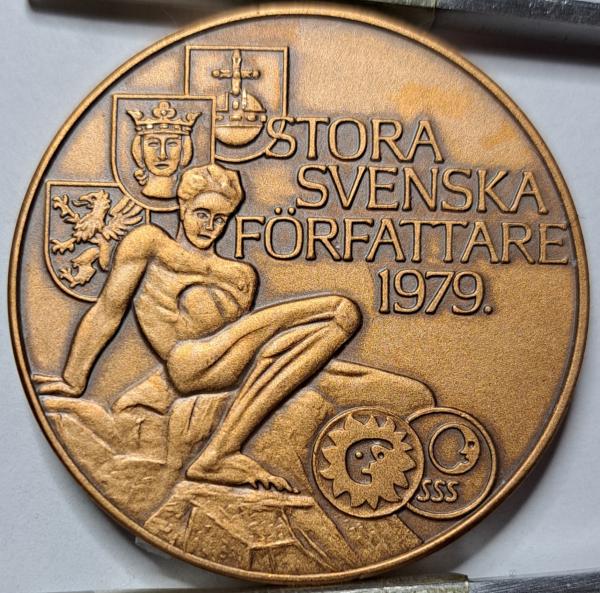 STORA
SVENSKA
FÖRFATTARE
1979.
SSS